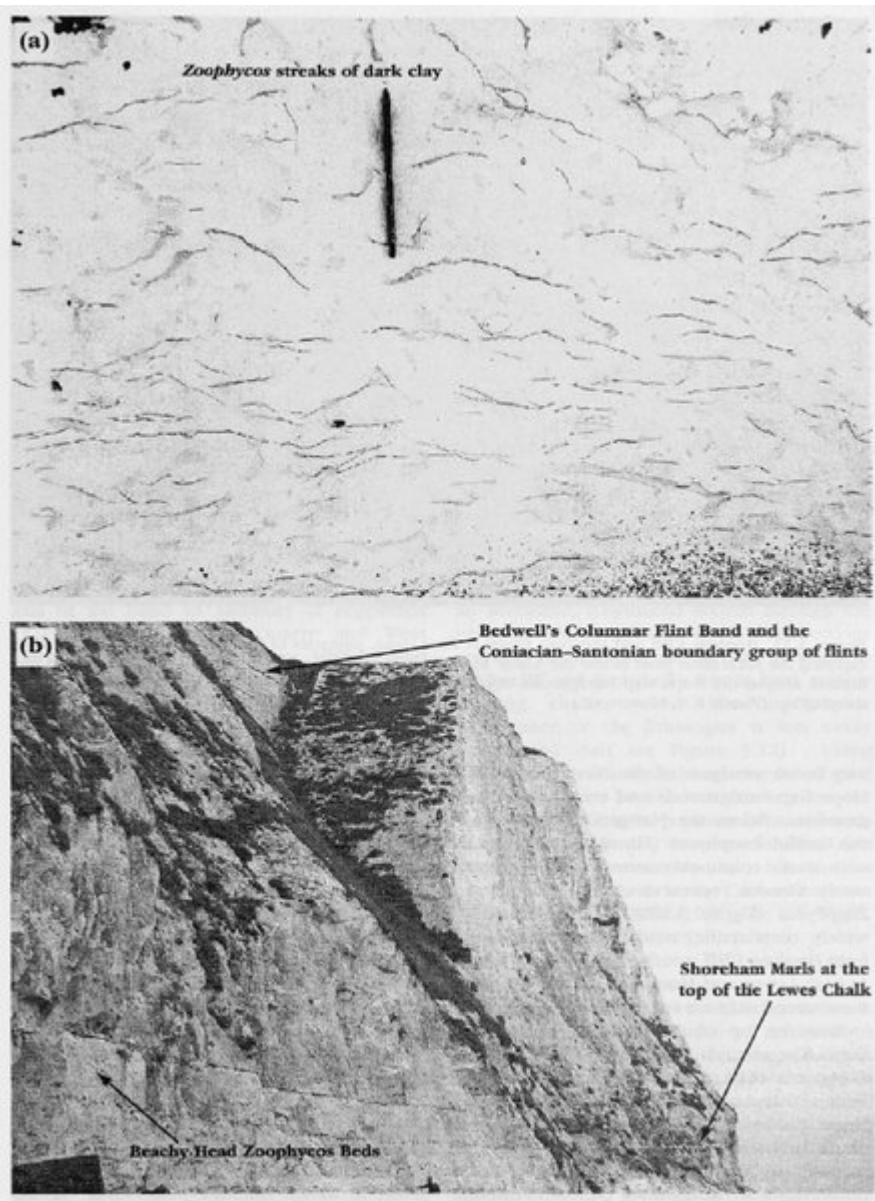 (a)
Zoophycos streaks of dark clay
(b)
Bedwell's Columnar Flint Band and the
Coniacian–Santonian boundary group of flints
Shoreham Marls at the
top of the Lewes Chalk
Beachy Head Zoophycos Beds